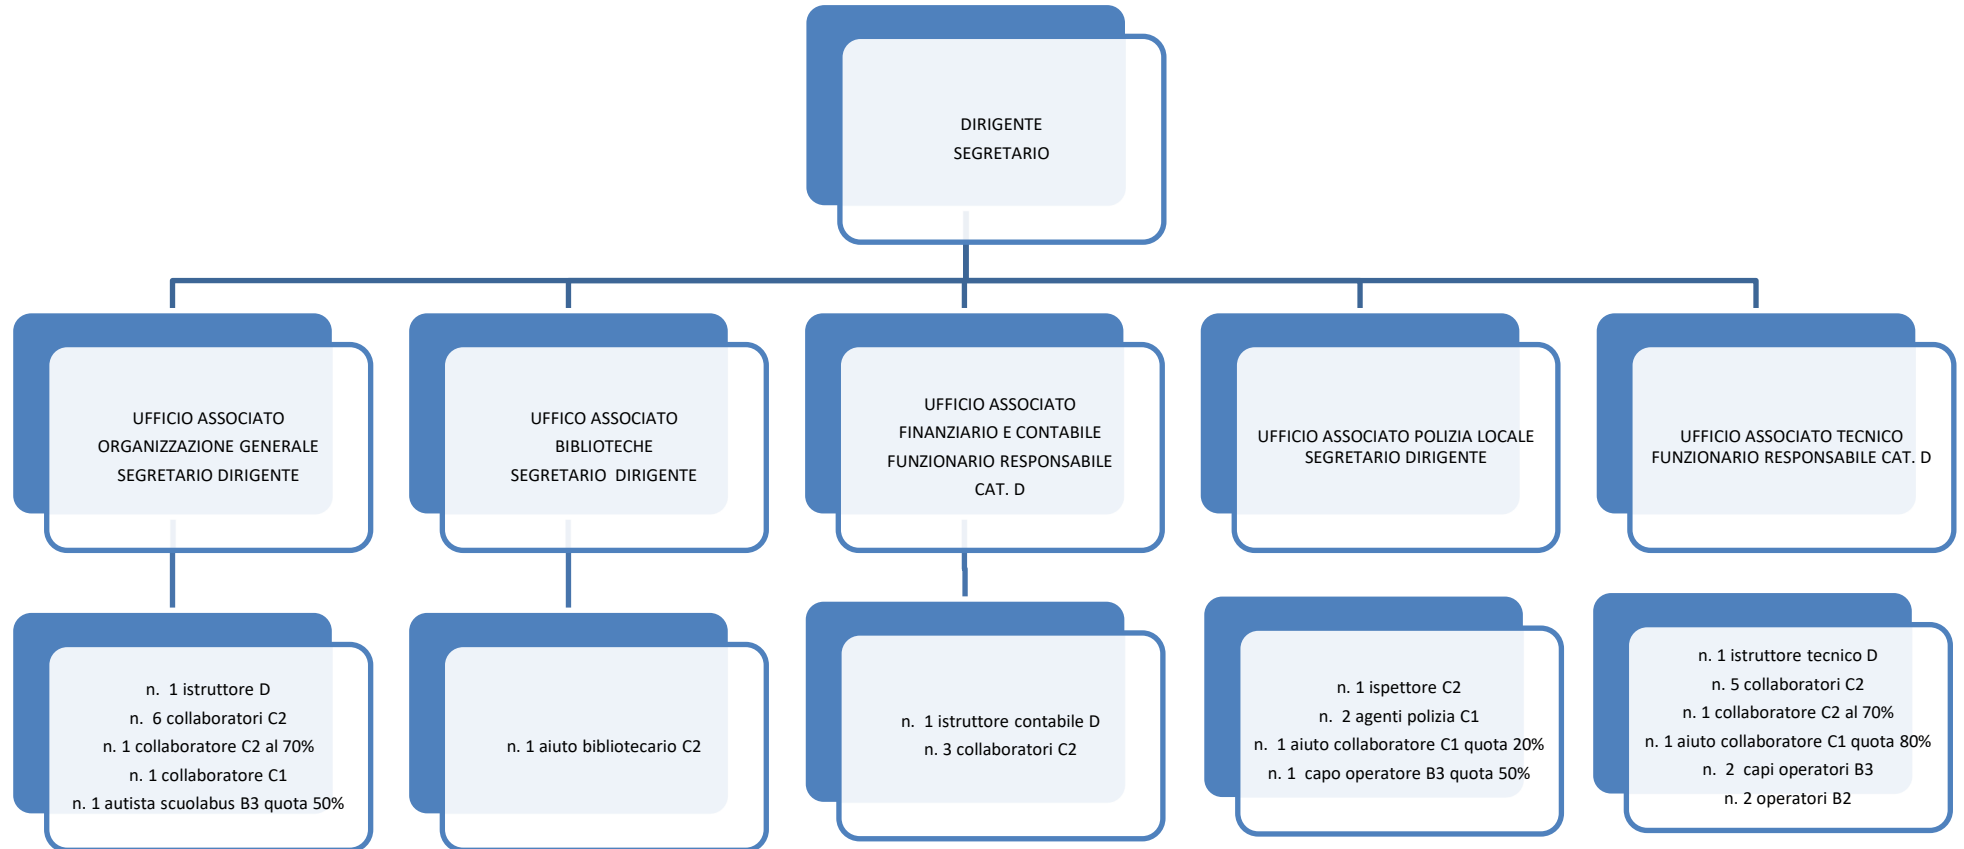 DIRIGENTE
SEGRETARIO
UFFICIO ASSOCIATO
ORGANIZZAZIONE GENERALE
SEGRETARIO DIRIGENTE
UFFICO ASSOCIATO
BIBLIOTECHE
SEGRETARIO  DIRIGENTE
UFFICIO ASSOCIATO
FINANZIARIO E CONTABILE
FUNZIONARIO RESPONSABILE
CAT. D
UFFICIO ASSOCIATO POLIZIA LOCALE
SEGRETARIO DIRIGENTE
UFFICIO ASSOCIATO TECNICO
FUNZIONARIO RESPONSABILE CAT. D
n.  1 istruttore D
n.  6 collaboratori C2
n. 1 collaboratore C2 al 70%
n. 1 collaboratore C1
n. 1 autista scuolabus B3 quota 50%
n. 1 aiuto bibliotecario C2
n.  1 istruttore contabile D
n. 3 collaboratori C2
n. 1 ispettore C2
n.  2 agenti polizia C1
n.  1 aiuto collaboratore C1 quota 20%
n. 1  capo operatore B3 quota 50%
n. 1 istruttore tecnico D
n. 5 collaboratori C2
n. 1 collaboratore C2 al 70%
n. 1 aiuto collaboratore C1 quota 80%
n.  2  capi operatori B3
n. 2 operatori B2